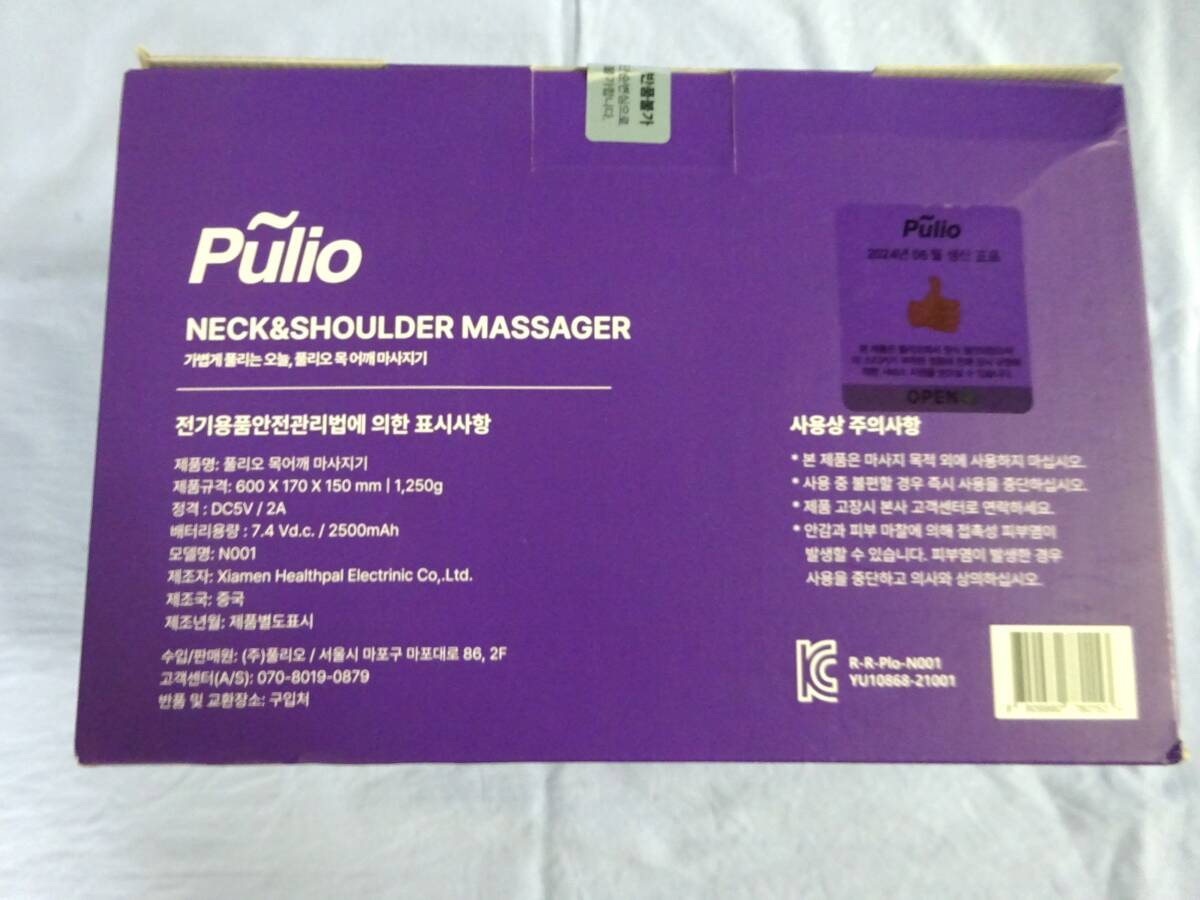 반품불가
Pulio
NECK&SHOULDER MASSAGER
가볍게 풀리는 오늘, 풀리오 목 어깨 마사지기
전기용품안전관리법에 의한 표시사항
제품명: 풀리오 목어깨 마사지기
제품규격: 600 X 170 X 150 mm | 1,250g
정격 : DC5V / 2A
배터리용량 : 7.4 Vd.c. / 2500mAh
모델명: N001
제조자: Xiamen Healthpal Electrinic Co,.Ltd.
제조국: 중국
제조년월: 제품별도표시
수입/판매원: (주)풀리오 / 서울시 마포구 마포대로 86, 2F
고객센터(A/S): 070-8019-0879
반품 및 교환장소: 구입처
Pulio
2024년 06월 생산
OPEN
사용상 주의사항
* 본 제품은 마사지 목적 외에 사용하지 마십시오.
* 사용 중 불편할 경우 즉시 사용을 중단하십시오.
* 제품 고장시 본사 고객센터로 연락하세요.
* 안감과 피부 마찰에 의해 접촉성 피부염이
발생할 수 있습니다. 피부염이 발생한 경우
사용을 중단하고 의사와 상의하십시오.
R-R-Plo-N001
YU10868-21001